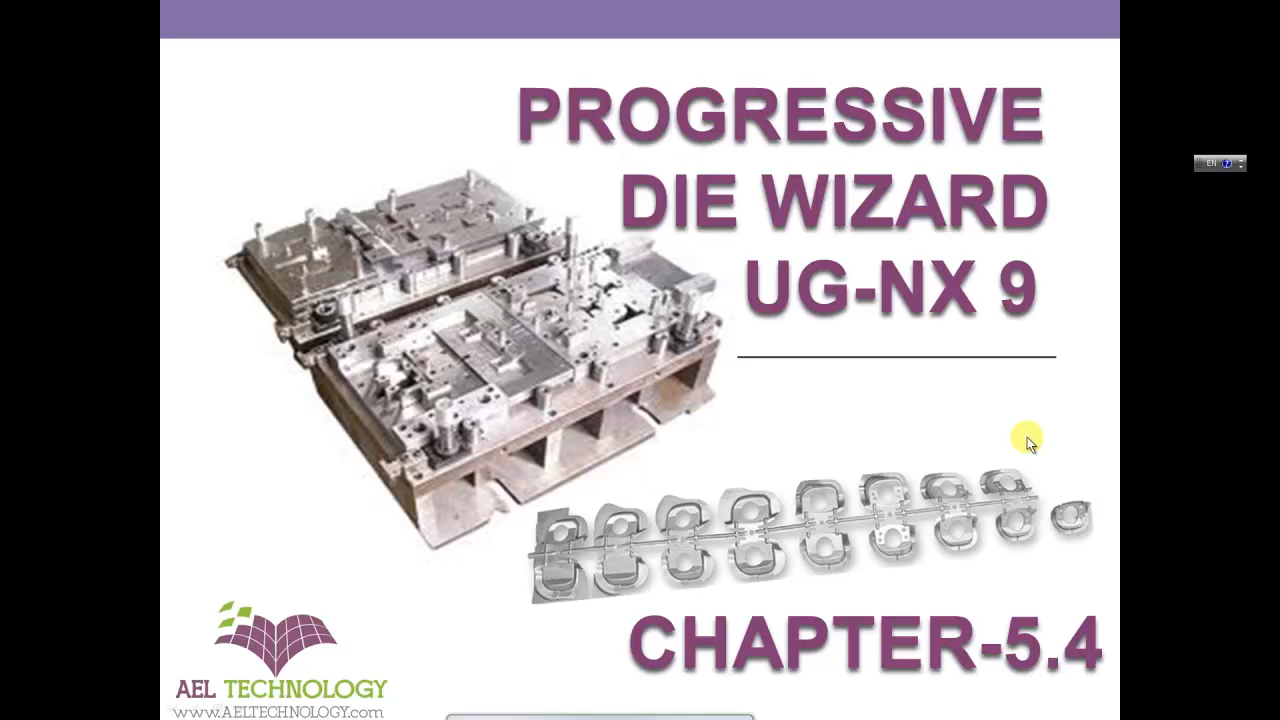 PROGRESSIVE
DIE WIZARD
UG-NX 9
EN
CHAPTER-5.4
AEL TECHNOLOGY
www.AELTECHNOLOGY.com